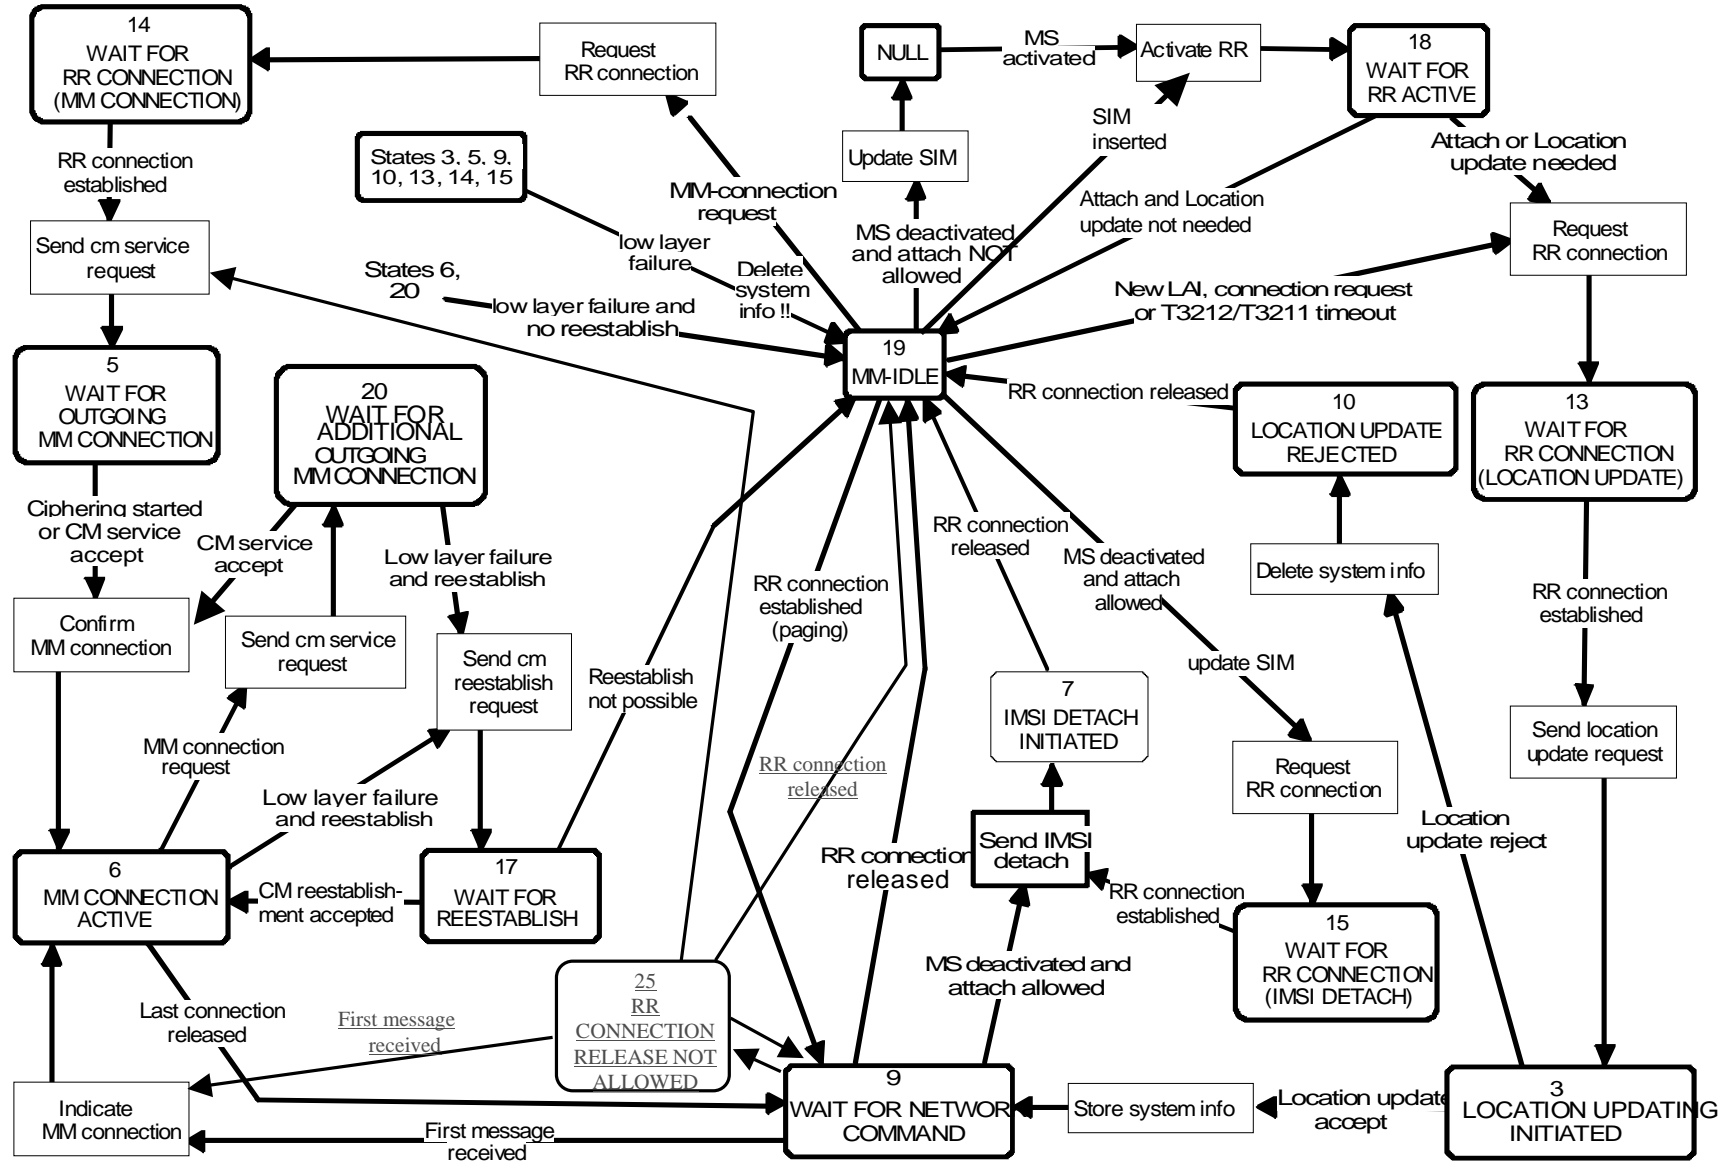 14
WAIT FOR
RR CONNECTION
(MM CONNECTION)
Request
RR connection
NULL
MS
activated
Activate RR
18
WAIT FOR
RR ACTIVE
States 3, 5, 9,
10, 13, 14, 15
Update SIM
SIM
inserted
Attach or Location
update needed
RR connection
established
MM-connection
request
Attach and Location
update not needed
Send cm service
request
low layer
failure
Delete
system
info !!
MS deactivated
and attach NOT
allowed
Request
RR connection
States 6,
20
low layer failure and
no reestablish
New LAI, connection request
or T3212/T3211 timeout
5
WAIT FOR
OUTGOING
MM CONNECTION
20
WAIT FOR
ADDITIONAL
OUTGOING
MM CONNECTION
19
MM-IDLE
RR connection released
10
LOCATION UPDATE
REJECTED
13
WAIT FOR
RR CONNECTION
(LOCATION UPDATE)
Ciphering started
or CM service
accept
CM service
accept
Low layer failure
and reestablish
RR connection
released
MS deactivated
and attach
allowed
Delete system info
RR connection
established
(paging)
RR connection
established
Confirm
MM connection
Send cm service
request
Send cm
reestablish
request
Reestablish
not possible
update SIM
7
IMSI DETACH
INITIATED
Send location
update request
MM connection
request
RR connection
released
Request
RR connection
Low layer failure
and reestablish
Send IMSI
detach
Location
update reject
6
MM CONNECTION
ACTIVE
CM reestablish-
ment accepted
17
WAIT FOR
REESTABLISH
RR connection
released
RR connection
established
15
WAIT FOR
RR CONNECTION
(IMSI DETACH)
MS deactivated and
attach allowed
Last connection
released
First message
received
25
RR
CONNECTION
RELEASE NOT
ALLOWED
Indicate
MM connection
First message
received
9
WAIT FOR NETWOR
COMMAND
Store system info
Location update
accept
3
LOCATION UPDATING
INITIATED